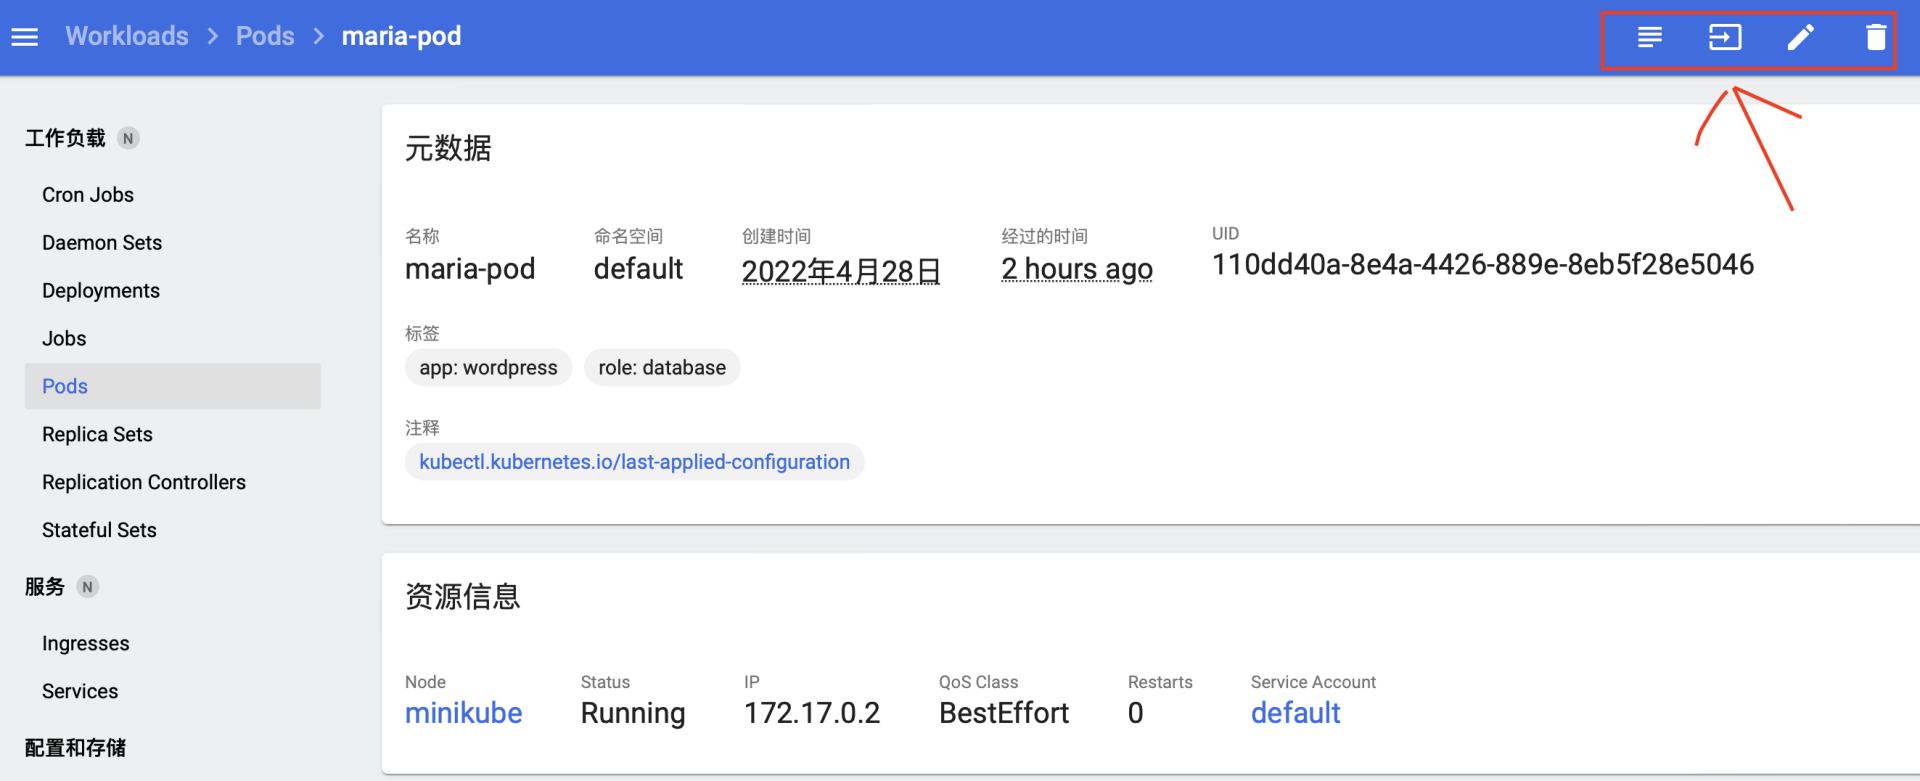 Workloads > Pods > maria-pod
工作负载 N
Cron Jobs
Daemon Sets
Deployments
Jobs
Pods
Replica Sets
Replication Controllers
Stateful Sets
服务 N
Ingresses
Services
配置和存储
元数据
名称 命名空间 创建时间 经过的时间 UID
maria-pod default 2022年4月28日 2 hours ago 110dd40a-8e4a-4426-889e-8eb5f28e5046
标签
app: wordpress role: database
注释
kubectl.kubernetes.io/last-applied-configuration
资源信息
Node Status IP QoS Class Restarts Service Account
minikube Running 172.17.0.2 BestEffort 0 default